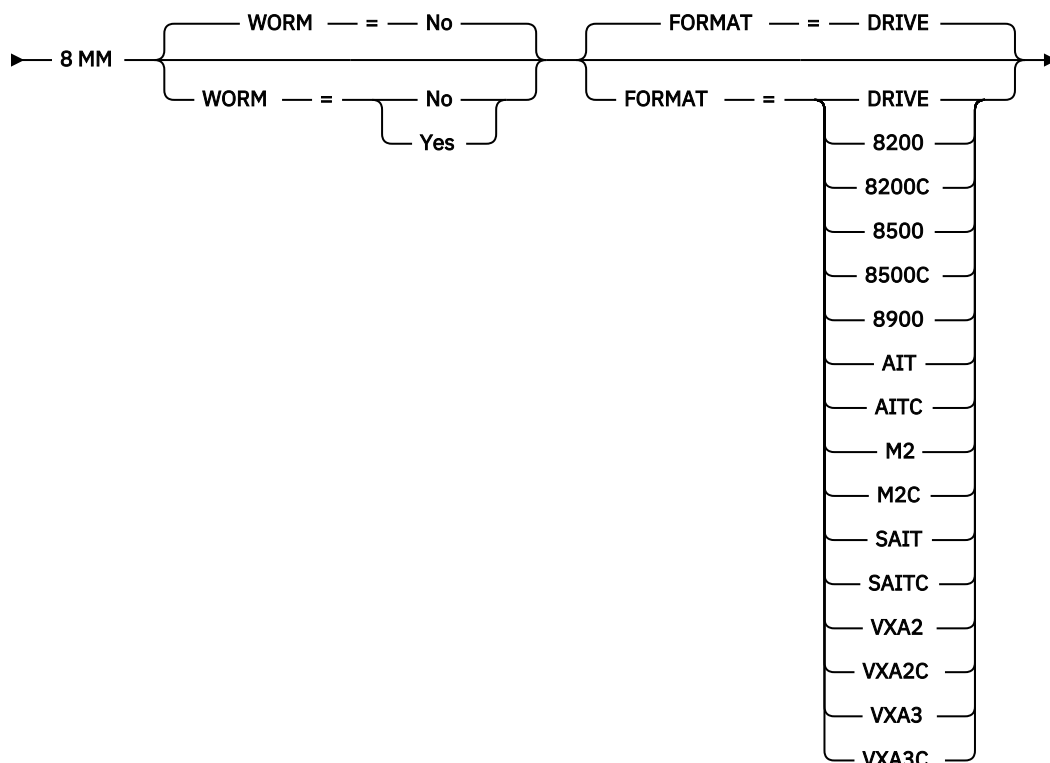 WORM = No FORMAT = DRIVE
8 MM
WORM = No FORMAT = DRIVE
Yes 8200
8200C
8500
8500C
8900
AIT
AITC
M2
M2C
SAIT
SAITC
VXA2
VXA2C
VXA3
VXA3C